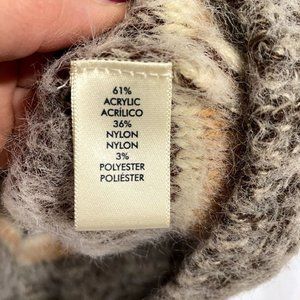 61%
ACRYLIC
ACRÍLICO
36%
NYLON
NYLON
3%
POLYESTER
POLIÉSTER